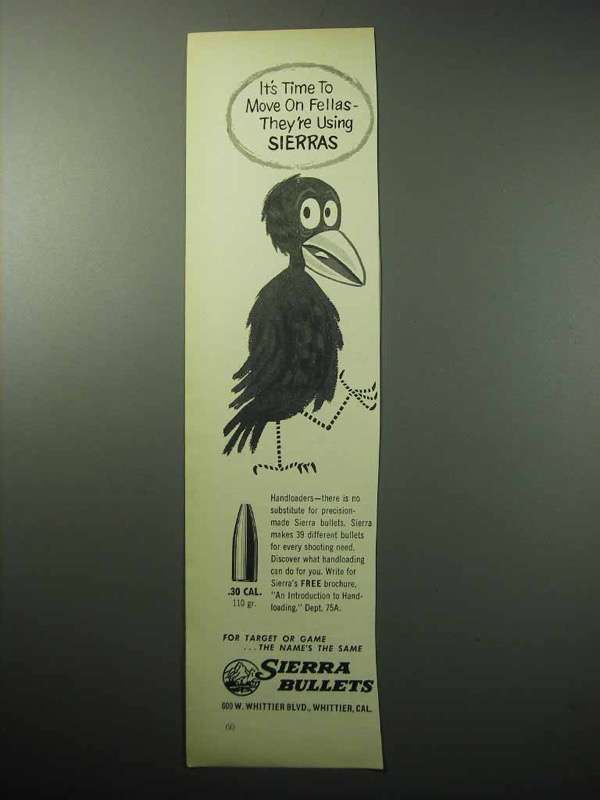 It's Time To
Move On Fellas-
They're Using
SIERRAS
Handloaders—there is no
substitute for precision-
made Sierra bullets. Sierra
makes 39 different bullets
for every shooting need.
Discover what handloading
can do for you. Write for
Sierra's FREE brochure,
"An Introduction to Hand-
loading," Dept. 75A.
.30 CAL.
110 gr.
FOR TARGET OR GAME
...THE NAME'S THE SAME
SIERRA
BULLETS
600 W. WHITTIER BLVD., WHITTIER, CAL.
60